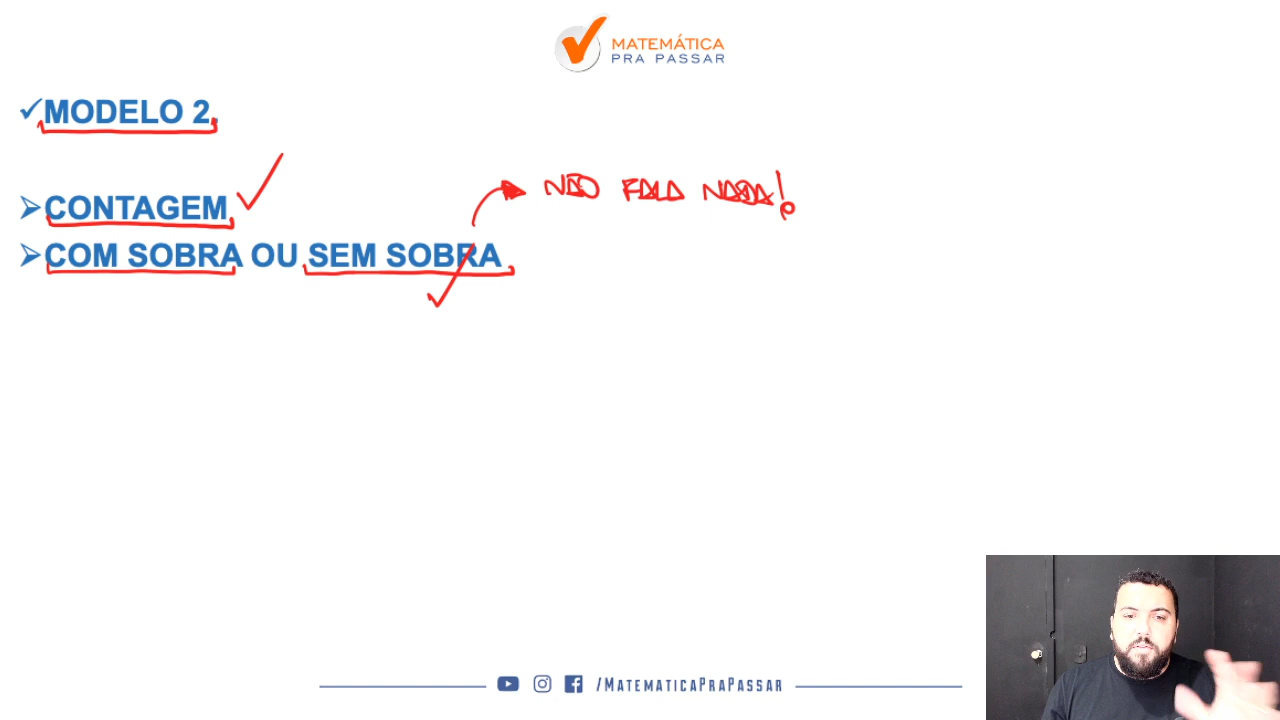 MATEMÁTICA
PRA PASSAR
MODELO 2.
CONTAGEM
NÃO FALA NADA!
COM SOBRA OU SEM SOBRA
/MATEMATICAPRAPASSAR